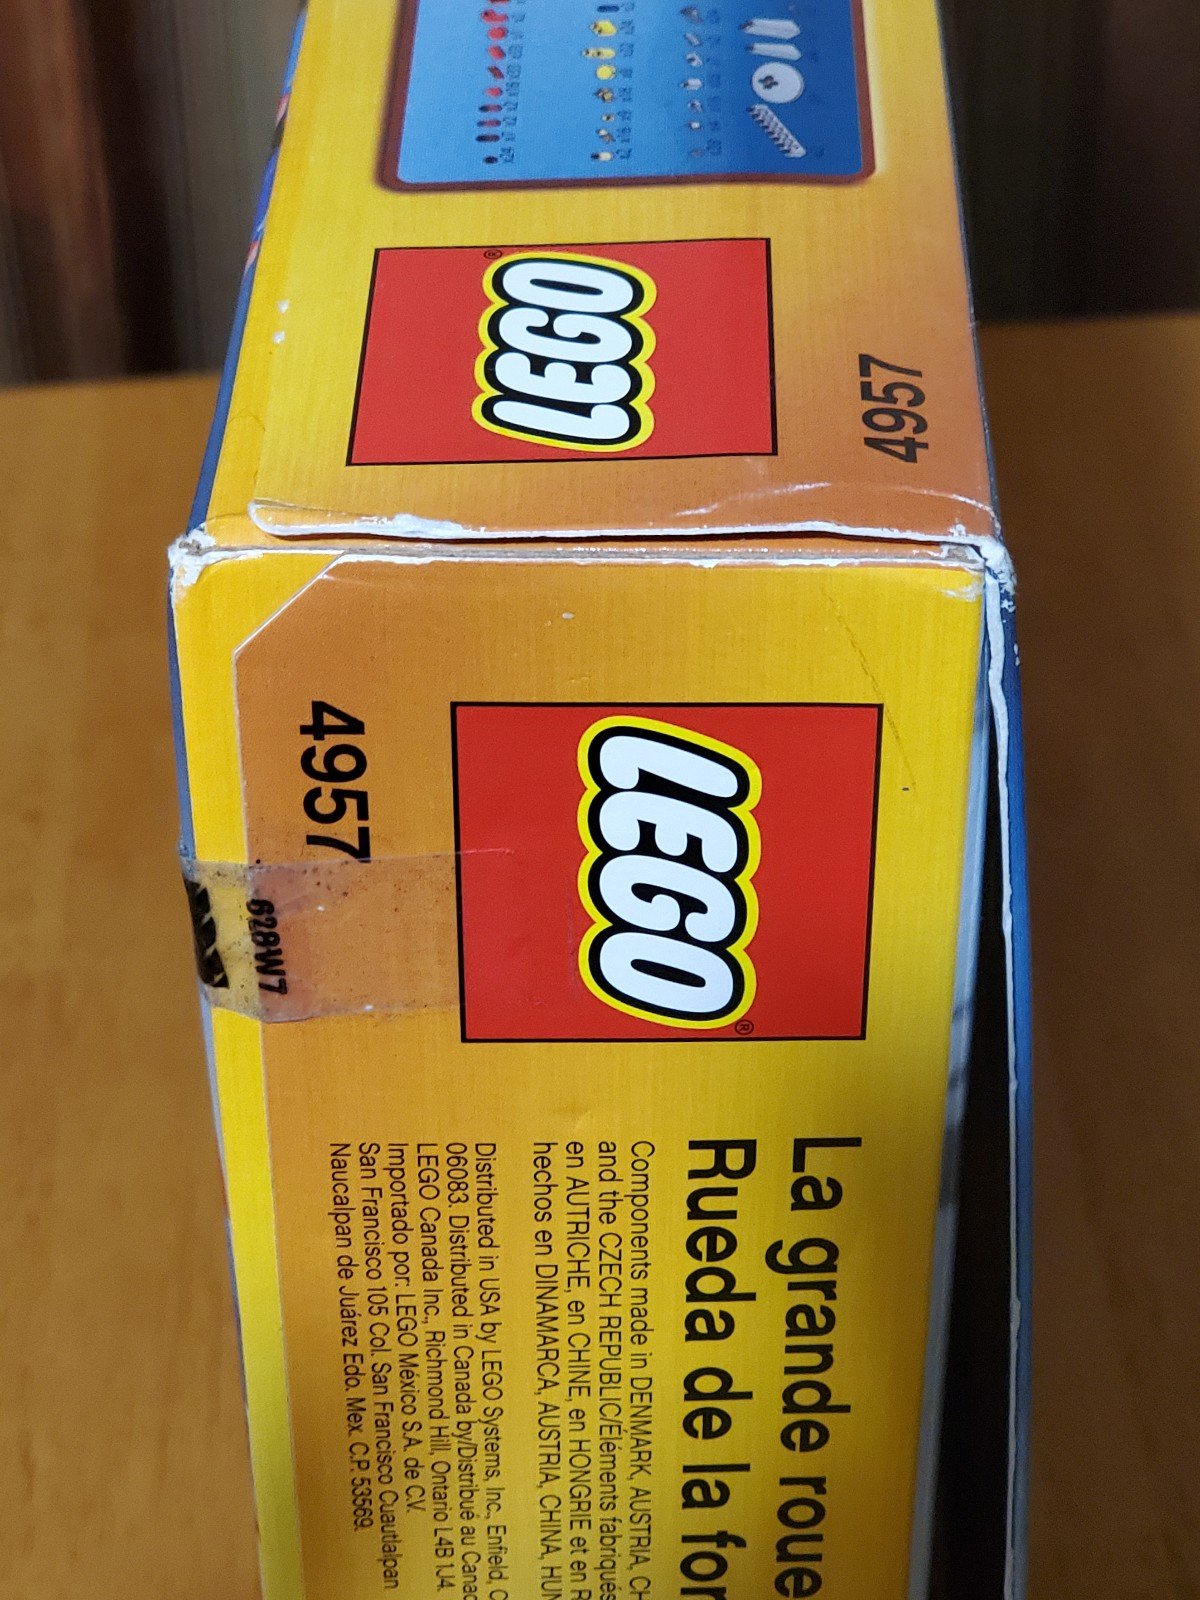 LEGO®
4957
4957
628W7
LEGO®
La grande roue
Rueda de la for
Components made in DENMARK, AUSTRIA, CH
and the CZECH REPUBLIC/Éléments fabriqués
en AUTRICHE, en CHINE, en HONGRIE et en R
hechos en DINAMARCA, AUSTRIA, CHINA, HUN
Distributed in USA by LEGO Systems, Inc., Enfield, C
06083. Distributed in Canada by/Distribué au Canad
LEGO Canada Inc., Richmond Hill, Ontario L4B 1J4.
Importado por: LEGO México S.A. de C.V.
San Francisco 105 Col. San Francisco Cuautlalpan
Naucalpan de Juárez Edo. Mex. C.P. 53569.